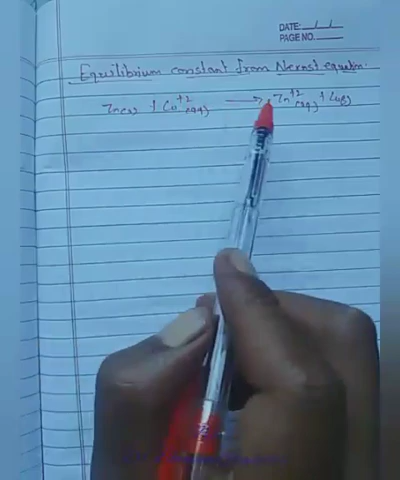 DATE: / /
PAGE NO.
Equilibrium constant from Nernst equation.
Zn(s) + Cu+2(aq) → Zn+2(aq) + Cu(s)